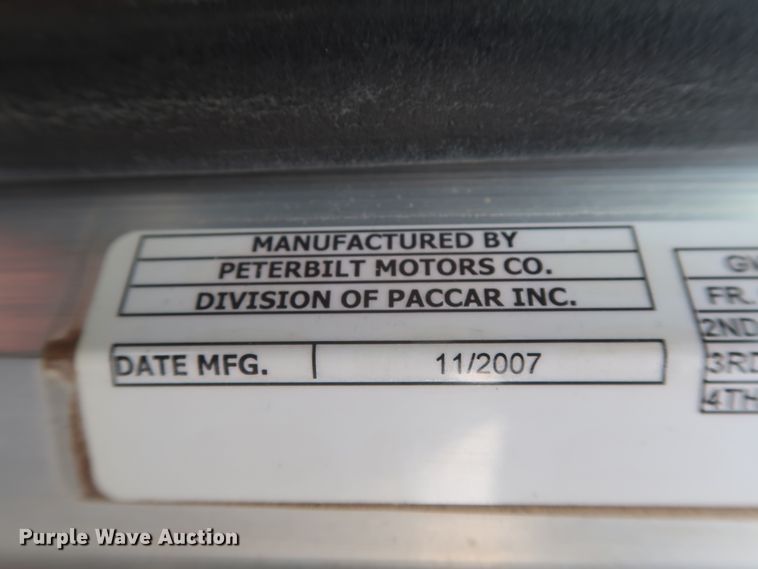 MANUFACTURED BY
PETERBILT MOTORS CO.
DIVISION OF PACCAR INC.
DATE MFG. 11/2007
FR.
2ND
3RD
4TH
Purple Wave Auction